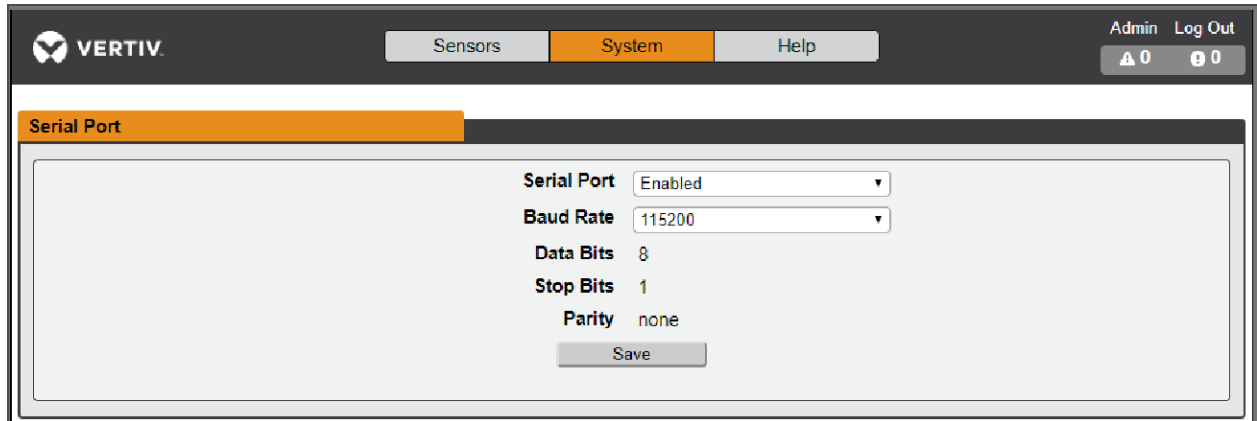 Admin Log Out
VERTIV. Sensors System Help
0 0
Serial Port
Serial Port Enabled
Baud Rate 115200
Data Bits 8
Stop Bits 1
Parity none
Save